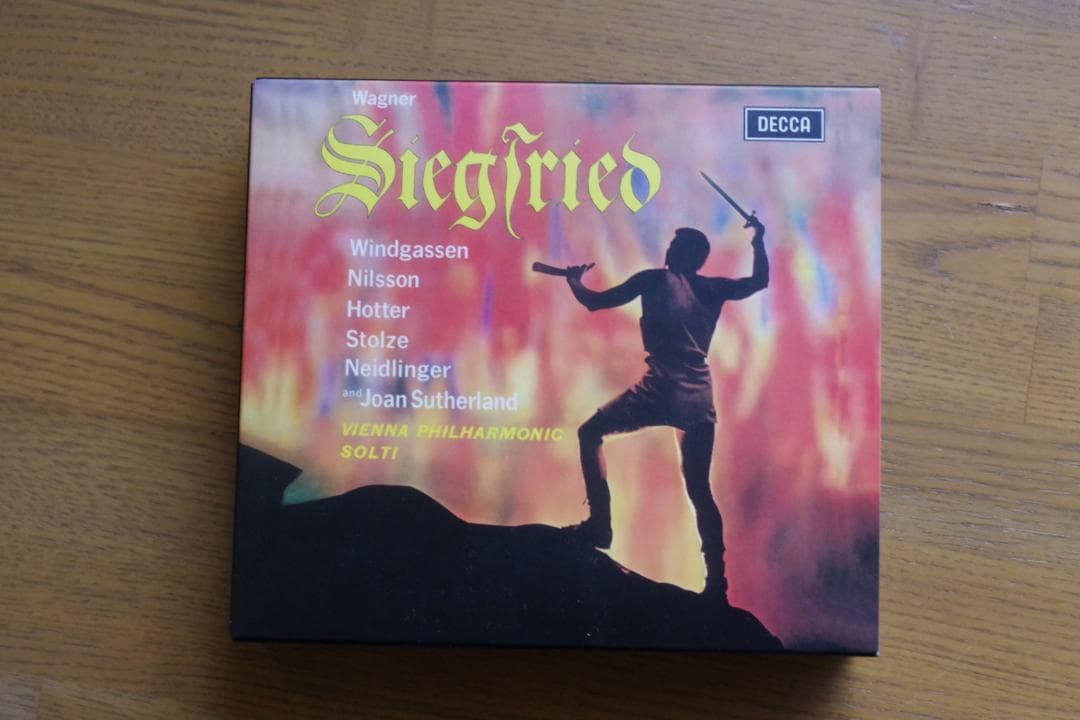 Wagner
DECCA
Siegfried
Windgassen
Nilsson
Hotter
Stolze
Neidlinger
and Joan Sutherland
VIENNA PHILHARMONIC
SOLTI